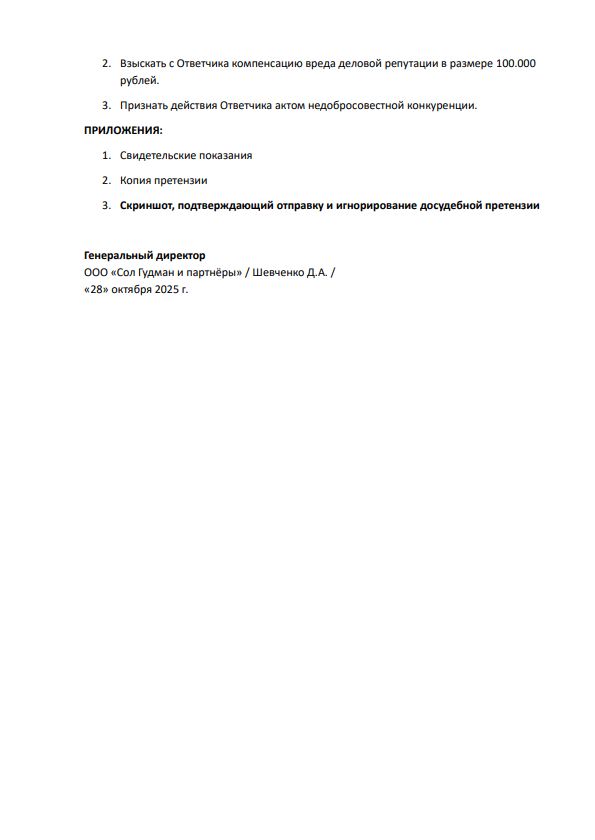 2. Взыскать с Ответчика компенсацию вреда деловой репутации в размере 100.000
рублей.
3. Признать действия Ответчика актом недобросовестной конкуренции.
ПРИЛОЖЕНИЯ:
1. Свидетельские показания
2. Копия претензии
3. Скриншот, подтверждающий отправку и игнорирование досудебной претензии
Генеральный директор
ООО «Сол Гудман и партнёры» / Шевченко Д.А. /
«28» октября 2025 г.